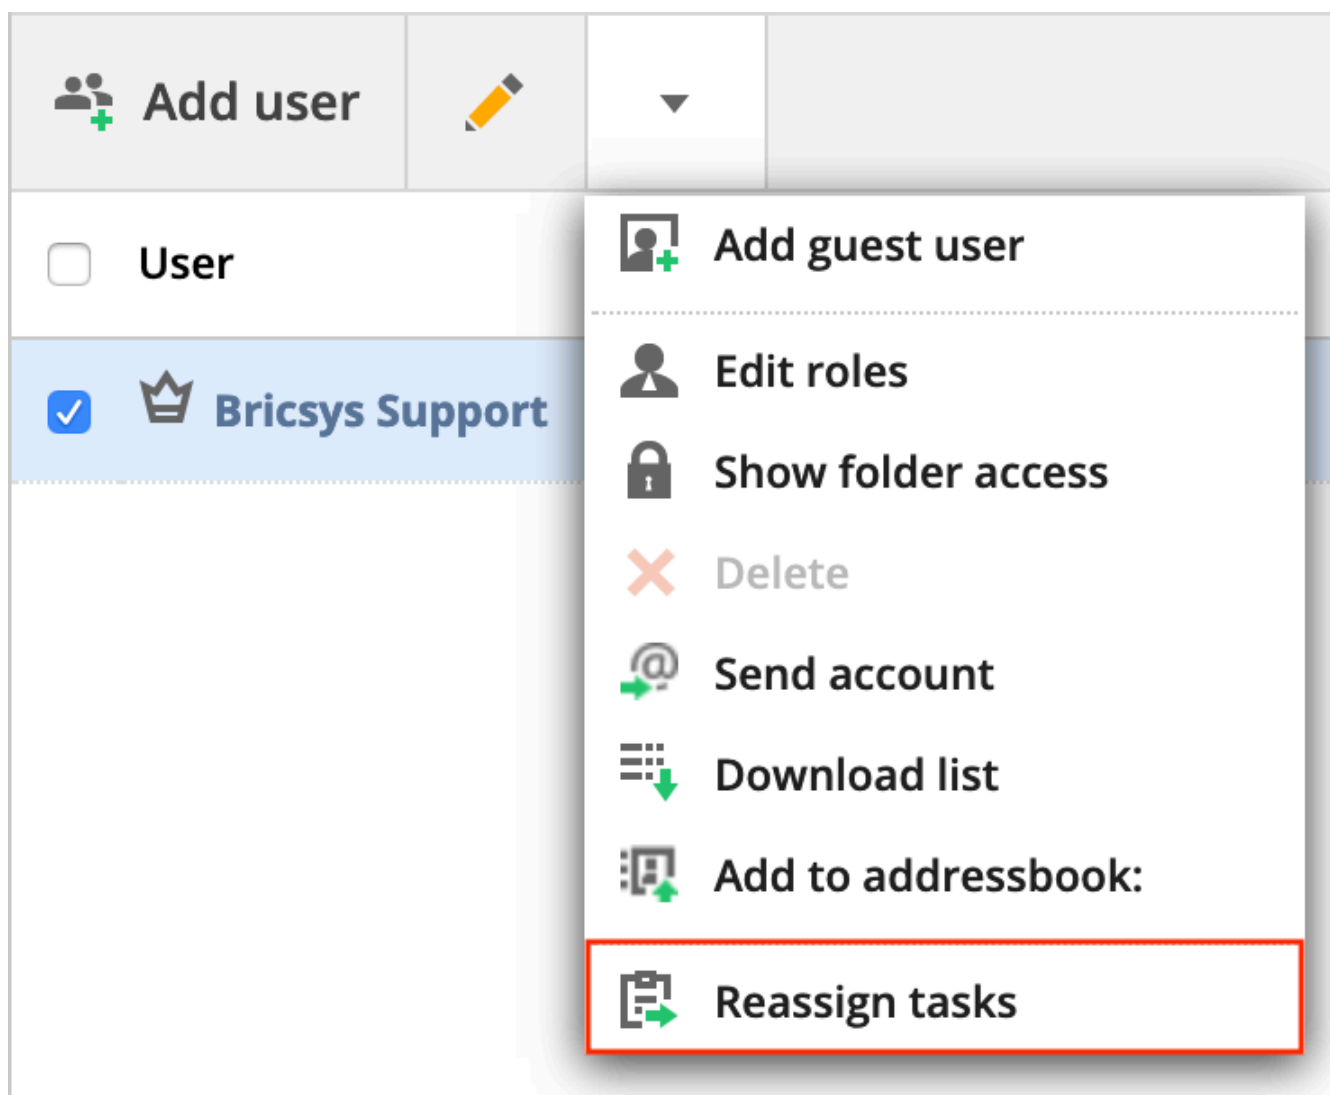 Add user
Add guest user
User
Edit roles
Bricsys Support
Show folder access
Delete
Send account
Download list
Add to addressbook:
Reassign tasks